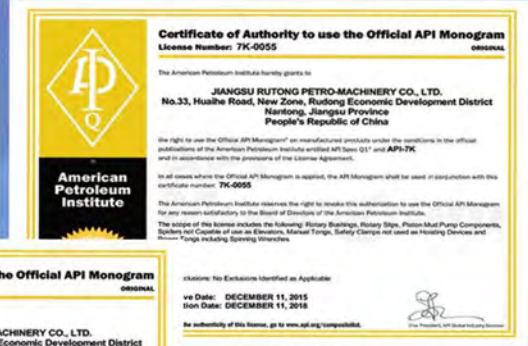 Certificate of Authority to use the Official API Monogram
License Number: 7K-0055
ORIGINAL
The American Petroleum Institute hereby grants to
JIANGSU RUTONG PETRO-MACHINERY CO., LTD.
No.33, Huaihe Road, New Zone, Rudong Economic Development District
Nantong, Jiangsu Province
People's Republic of China
the right to use the Official API Monogram® on manufactured products under the conditions in the official
publications of the American Petroleum Institute entitled API Spec Q1® and API-7K
and in accordance with the provisions of the License Agreement.
In all cases where the Official API Monogram is applied, the API Monogram shall be used in conjunction with this
certificate number: 7K-0055
The American Petroleum Institute reserves the right to revoke this authorization to use the Official API Monogram
for any reason satisfactory to the Board of Directors of the American Petroleum Institute.
The scope of this license includes the following: Rotary Bushings, Rotary Slips, Piston Mud Pump Components,
Spiders not Capable of use as Elevators, Manual Tongs, Safety Clamps not used as Hoisting Devices and
Power Tongs including Spinning Wrenches
clusions: No Exclusions Identified as Applicable
ve Date: DECEMBER 11, 2015
tion Date: DECEMBER 11, 2018
he authenticity of this license, go to www.api.org/compositelist.
Vice President, API Global Industry Services
API
Q
American
Petroleum
Institute
he Official API Monogram
ORIGINAL
ACHINERY CO., LTD.
Economic Development District